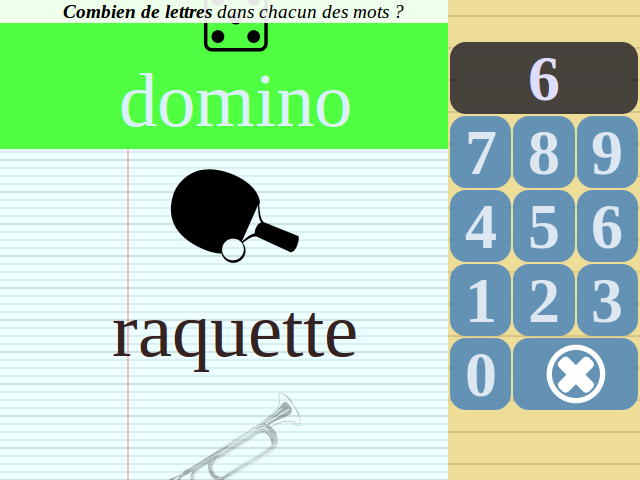 Combien de lettres dans chacun des mots ?
domino
raquette
6
7 8 9
4 5 6
1 2 3
0